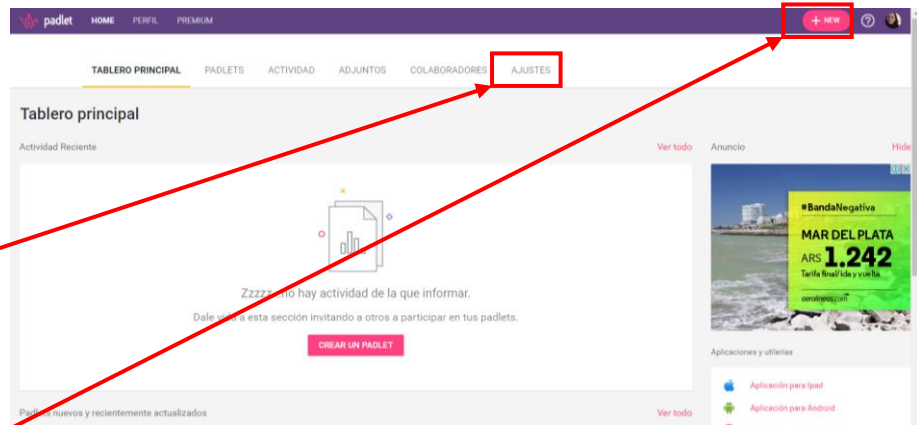 padlet HOME PERFIL PREMIUM + NEW
TABLERO PRINCIPAL PADLETS ACTIVIDAD ADJUNTOS COLABORADORES AJUSTES
Tablero principal
Actividad Reciente Ver todo
Zzzzz no hay actividad de la que informar.
Dale vida a esta sección invitando a otros a participar en tus padlets.
CREAR UN PADLET
Padlets nuevos y recientemente actualizados Ver todo
Anuncio Hide
#BandaNegativa
MAR DEL PLATA
ARS 1.242
Tarifa final/ida y vuelta
Aplicaciones y utilerías
Aplicación para Ipad
Aplicación para Android